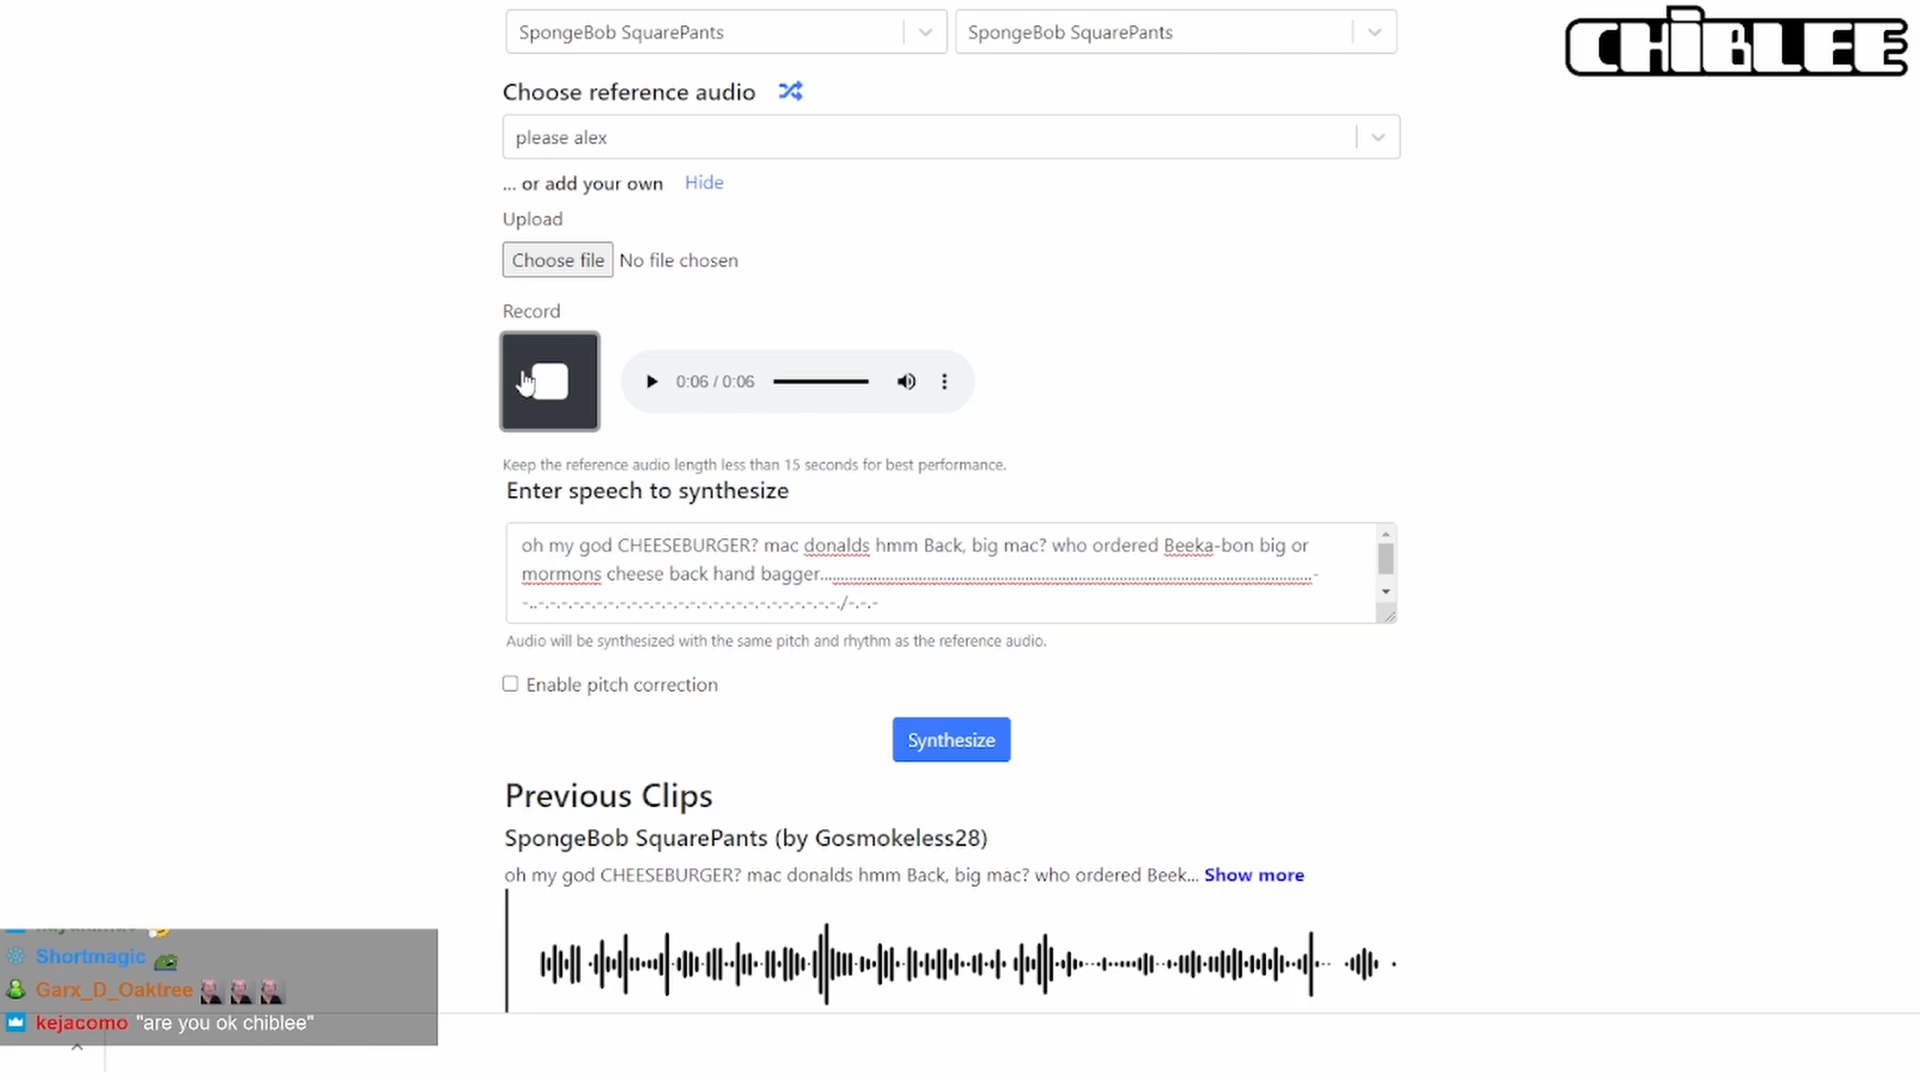 SpongeBob SquarePants
SpongeBob SquarePants
CHIBLEE
Choose reference audio
please alex
... or add your own Hide
Upload
Choose file No file chosen
Record
0:06 / 0:06
Keep the reference audio length less than 15 seconds for best performance.
Enter speech to synthesize
oh my god CHEESEBURGER? mac donalds hmm Back, big mac? who ordered Beeka-bon big or
mormons cheese back hand bagger
Audio will be synthesized with the same pitch and rhythm as the reference audio.
Enable pitch correction
Synthesize
Previous Clips
SpongeBob SquarePants (by Gosmokeless28)
oh my god CHEESEBURGER? mac donalds hmm Back, big mac? who ordered Beek... Show more
Shortmagic
Garx_D_Oaktree
kejacomo "are you ok chiblee"